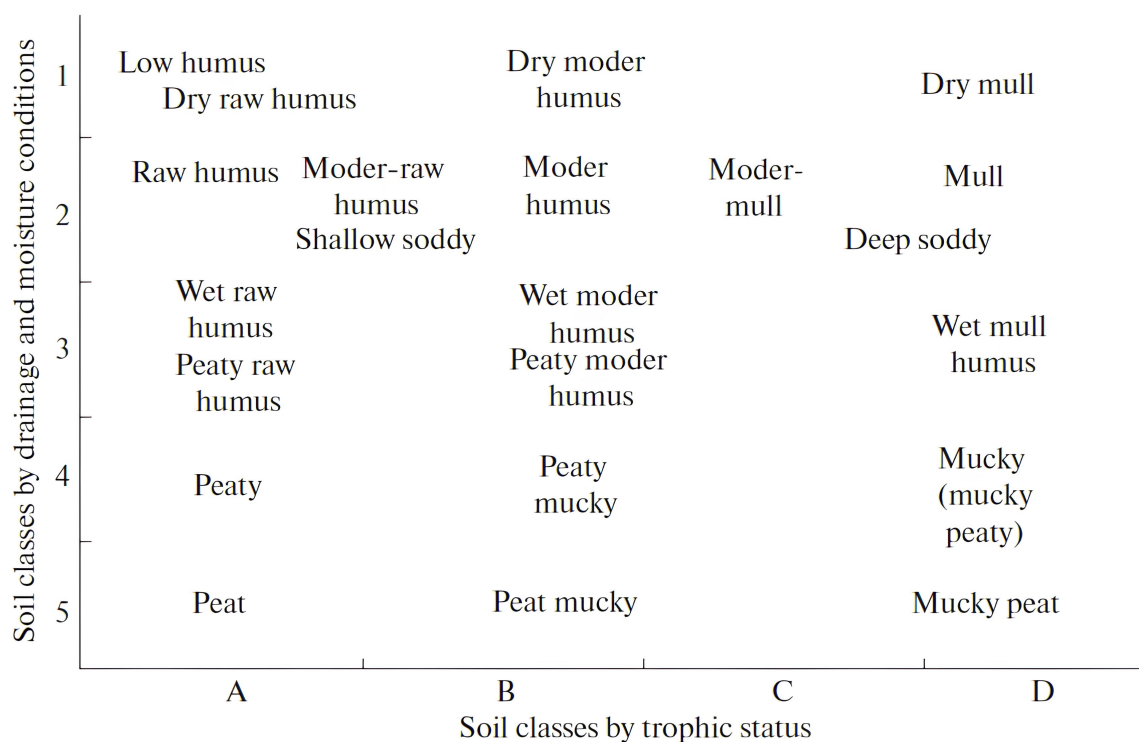 Soil classes by drainage and moisture conditions
1
Low humus
Dry raw humus
Dry moder
humus
Dry mull
2
Raw humus
Moder-raw
humus
Shallow soddy
Moder
humus
Moder-
mull
Mull
Deep soddy
3
Wet raw
humus
Peaty raw
humus
Wet moder
humus
Peaty moder
humus
Wet mull
humus
4
Peaty
Peaty
mucky
Mucky
(mucky
peaty)
5
Peat
Peat mucky
Mucky peat
A B C D
Soil classes by trophic status